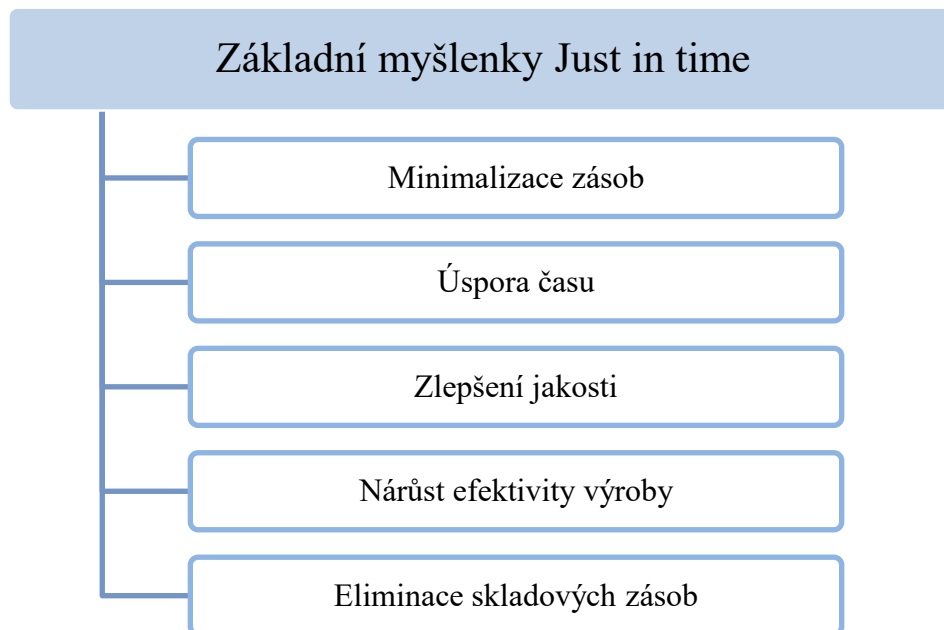 Základní myšlenky Just in time
Minimalizace zásob
Úspora času
Zlepšení jakosti
Nárůst efektivity výroby
Eliminace skladových zásob